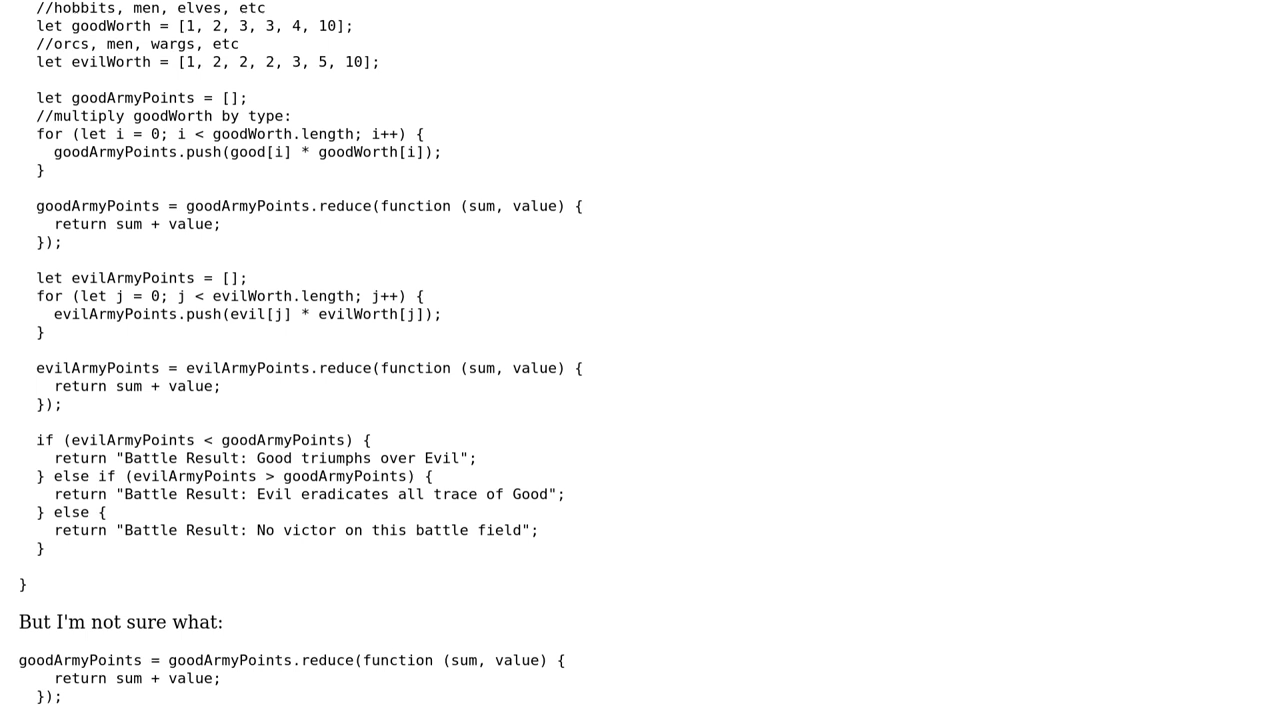 //hobbits, men, elves, etc
let goodWorth = [1, 2, 3, 3, 4, 10];
//orcs, men, wargs, etc
let evilWorth = [1, 2, 2, 2, 3, 5, 10];

let goodArmyPoints = [];
//multiply goodWorth by type:
for (let i = 0; i < goodWorth.length; i++) {
goodArmyPoints.push(good[i] * goodWorth[i]);
}

goodArmyPoints = goodArmyPoints.reduce(function (sum, value) {
return sum + value;
});

let evilArmyPoints = [];
for (let j = 0; j < evilWorth.length; j++) {
evilArmyPoints.push(evil[j] * evilWorth[j]);
}

evilArmyPoints = evilArmyPoints.reduce(function (sum, value) {
return sum + value;
});

if (evilArmyPoints < goodArmyPoints) {
return "Battle Result: Good triumphs over Evil";
} else if (evilArmyPoints > goodArmyPoints) {
return "Battle Result: Evil eradicates all trace of Good";
} else {
return "Battle Result: No victor on this battle field";
}

}
But I'm not sure what:
goodArmyPoints = goodArmyPoints.reduce(function (sum, value) {
return sum + value;
});